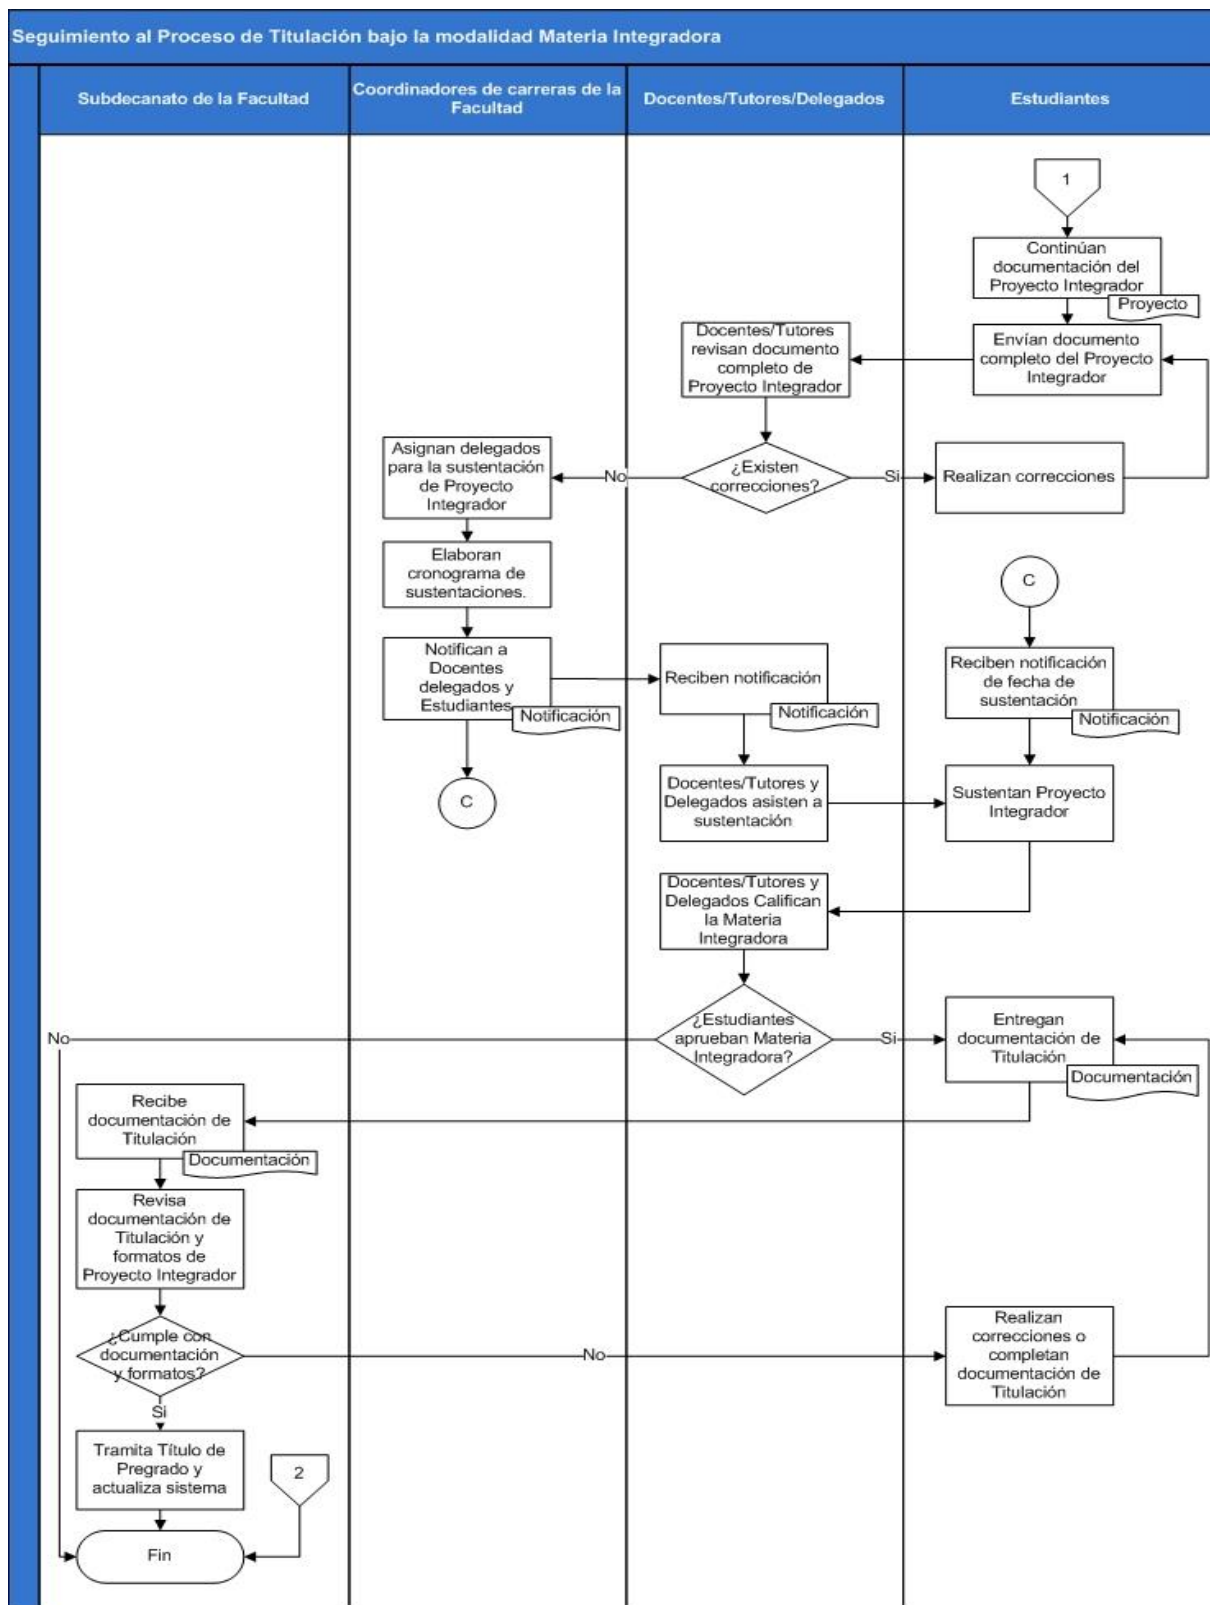 Seguimiento al Proceso de Titulación bajo la modalidad Materia Integradora
Subdecanato de la Facultad
Coordinadores de carreras de la
Facultad
Docentes/Tutores/Delegados
Estudiantes
1
Continúan
documentación del
Proyecto Integrador
Proyecto
Envían documento
completo del Proyecto
Integrador
Docentes/Tutores
revisan documento
completo de
Proyecto Integrador
¿Existen
correcciones?
No
Si
Realizan correcciones
Asignan delegados
para la sustentación
de Proyecto
Integrador
Elaboran
cronograma de
sustentaciones.
Notifican a
Docentes
delegados y
Estudiantes
Notificación
C
Reciben notificación
Notificación
C
Reciben notificación
de fecha de
sustentación
Notificación
Docentes/Tutores y
Delegados asisten a
sustentación
Sustentan Proyecto
Integrador
Docentes/Tutores y
Delegados Califican
la Materia
Integradora
¿Estudiantes
aprueban Materia
Integradora?
No
Si
Entregan
documentación de
Titulación
Documentación
Recibe
documentación de
Titulación
Documentación
Revisa
documentación de
Titulación y
formatos de
Proyecto Integrador
¿Cumple con
documentación
y formatos?
No
Si
Realizan
correcciones o
completan
documentación de
Titulación
Tramita Título de
Pregrado y
actualiza sistema
2
Fin